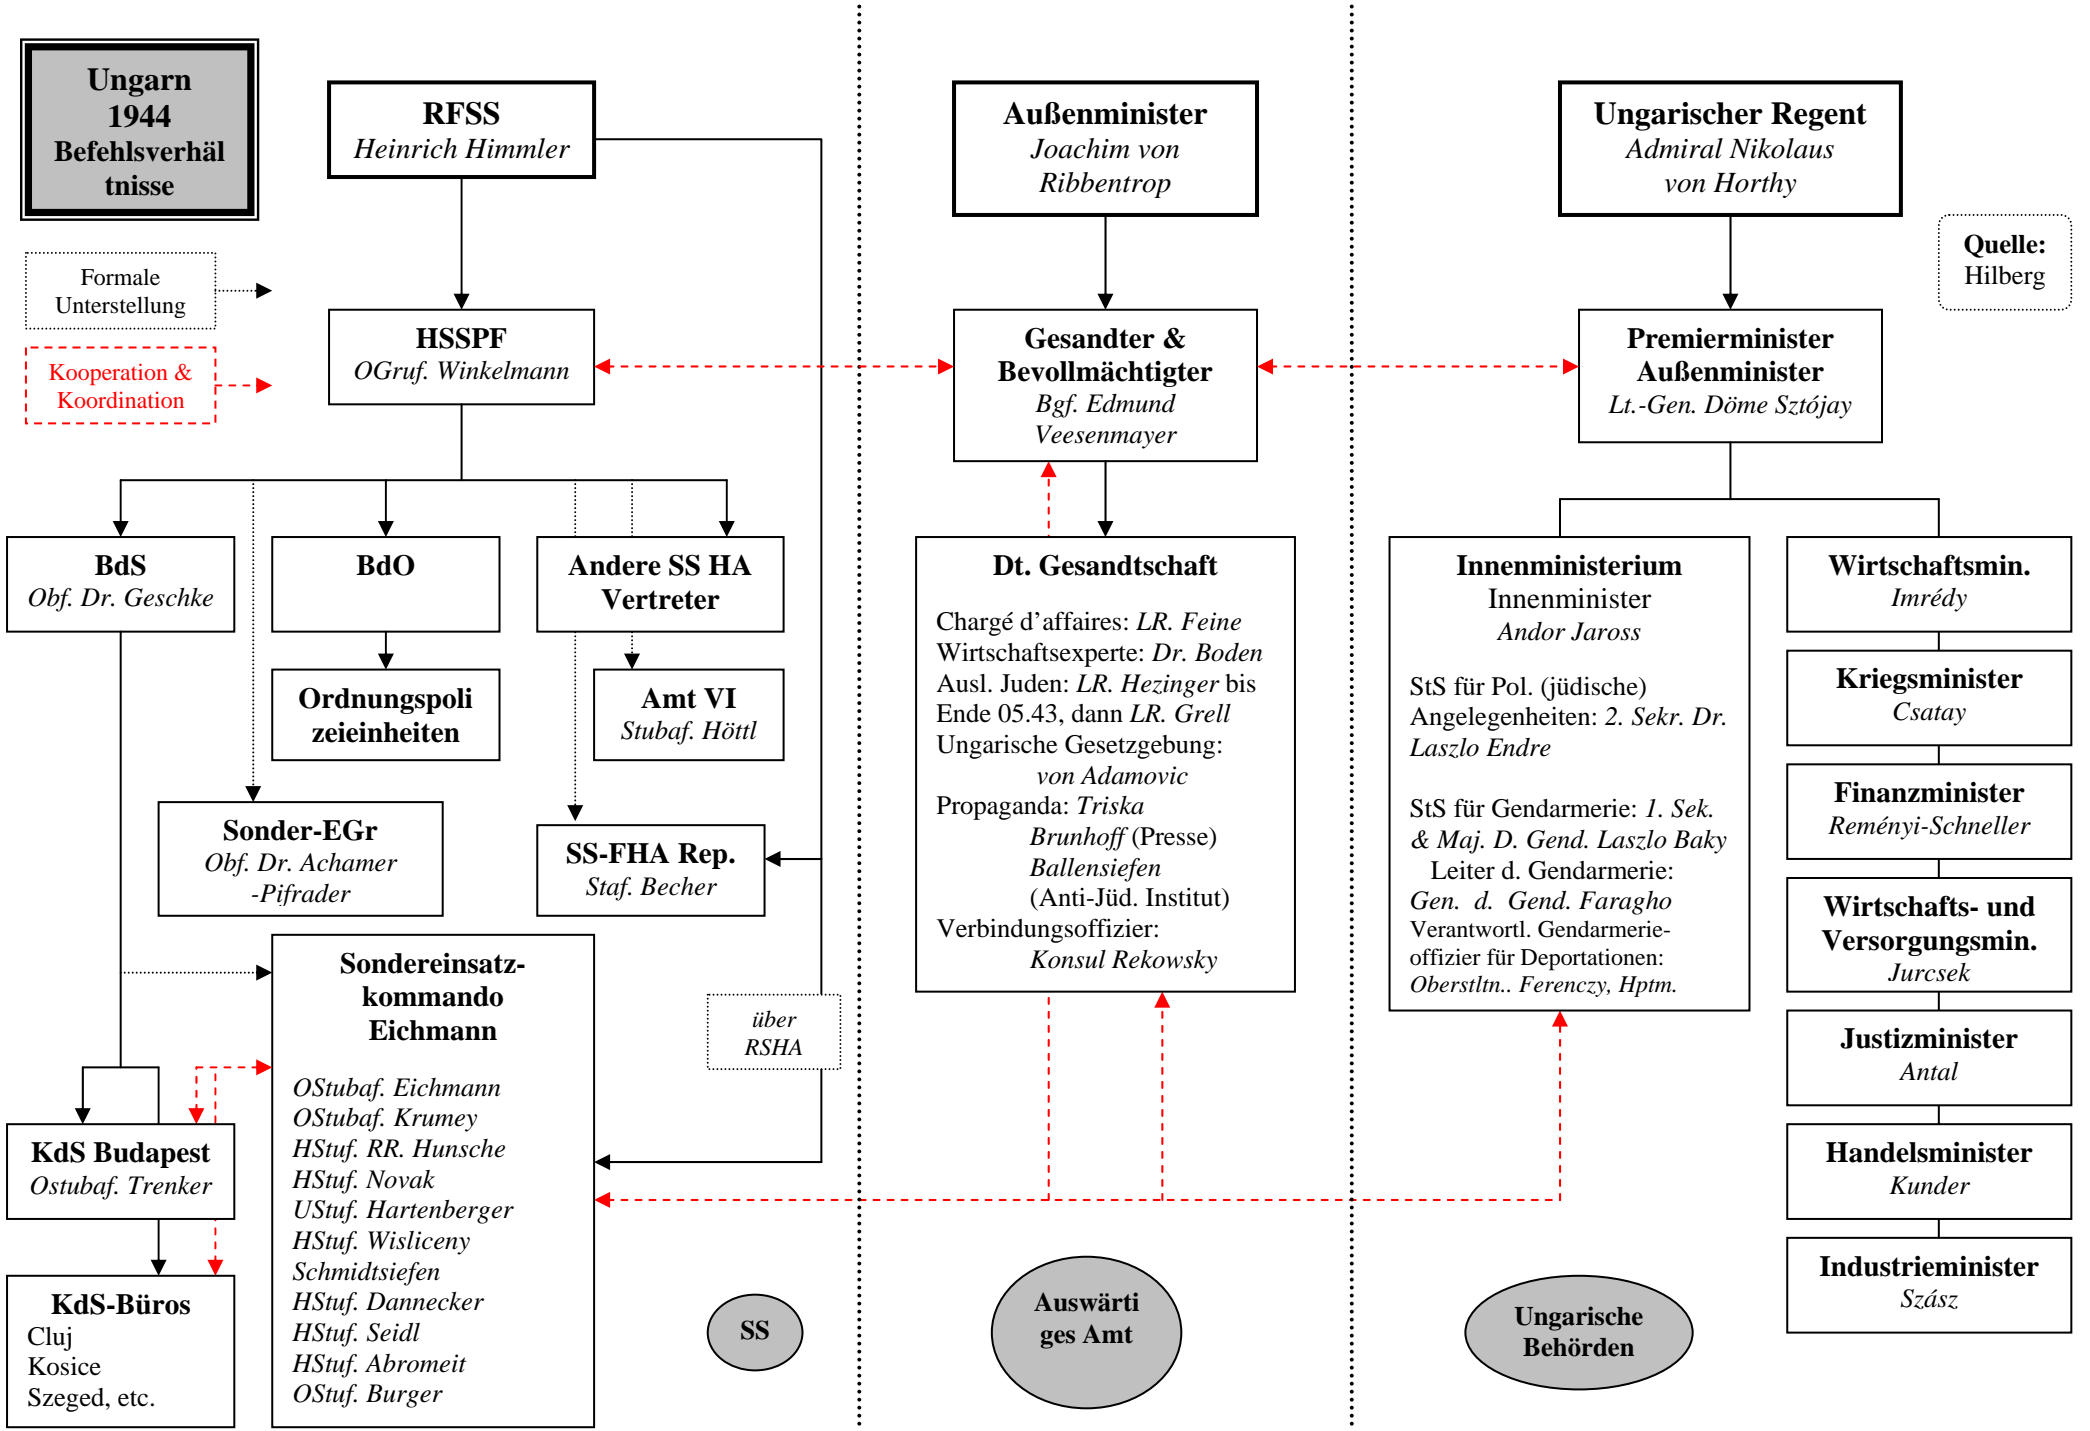 Ungarn
1944
Befehlsverhäl
tnisse
Formale
Unterstellung
Kooperation &
Koordination
RFSS
Heinrich Himmler
HSSPF
OGruf. Winkelmann
BdS
Obf. Dr. Geschke
BdO
Andere SS HA
Vertreter
Ordnungspoli
zeieinheiten
Amt VI
Stubaf. Höttl
Sonder-EGr
Obf. Dr. Achamer
-Pifrader
SS-FHA Rep.
Staf. Becher
Sondereinsatz-
kommando
Eichmann
OStubaf. Eichmann
OStubaf. Krumey
HStuf. RR. Hunsche
HStuf. Novak
UStuf. Hartenberger
HStuf. Wisliceny
Schmidtsiefen
HStuf. Dannecker
HStuf. Seidl
HStuf. Abromeit
OStuf. Burger
über
RSHA
KdS Budapest
Ostubaf. Trenker
KdS-Büros
Cluj
Kosice
Szeged, etc.
SS
Außenminister
Joachim von
Ribbentrop
Gesandter &
Bevollmächtigter
Bgf. Edmund
Veesenmayer
Dt. Gesandtschaft
Chargé d’affaires: LR. Feine
Wirtschaftsexperte: Dr. Boden
Ausl. Juden: LR. Hezinger bis
Ende 05.43, dann LR. Grell
Ungarische Gesetzgebung:
von Adamovic
Propaganda: Triska
Brunhoff (Presse)
Ballensiefen
(Anti-Jüd. Institut)
Verbindungsoffizier:
Konsul Rekowsky
Auswärti
ges Amt
Ungarischer Regent
Admiral Nikolaus
von Horthy
Quelle:
Hilberg
Premierminister
Außenminister
Lt.-Gen. Döme Sztójay
Innenministerium
Innenminister
Andor Jaross
StS für Pol. (jüdische)
Angelegenheiten: 2. Sekr. Dr.
Laszlo Endre
StS für Gendarmerie: 1. Sek.
& Maj. D. Gend. Laszlo Baky
Leiter d. Gendarmerie:
Gen. d. Gend. Faragho
Verantwortl. Gendarmerie-
offizier für Deportationen:
Oberstltn.. Ferenczy, Hptm.
Wirtschaftsmin.
Imrédy
Kriegsminister
Csatay
Finanzminister
Reményi-Schneller
Wirtschafts- und
Versorgungsmin.
Jurcsek
Justizminister
Antal
Handelsminister
Kunder
Industrieminister
Szász
Ungarische
Behörden